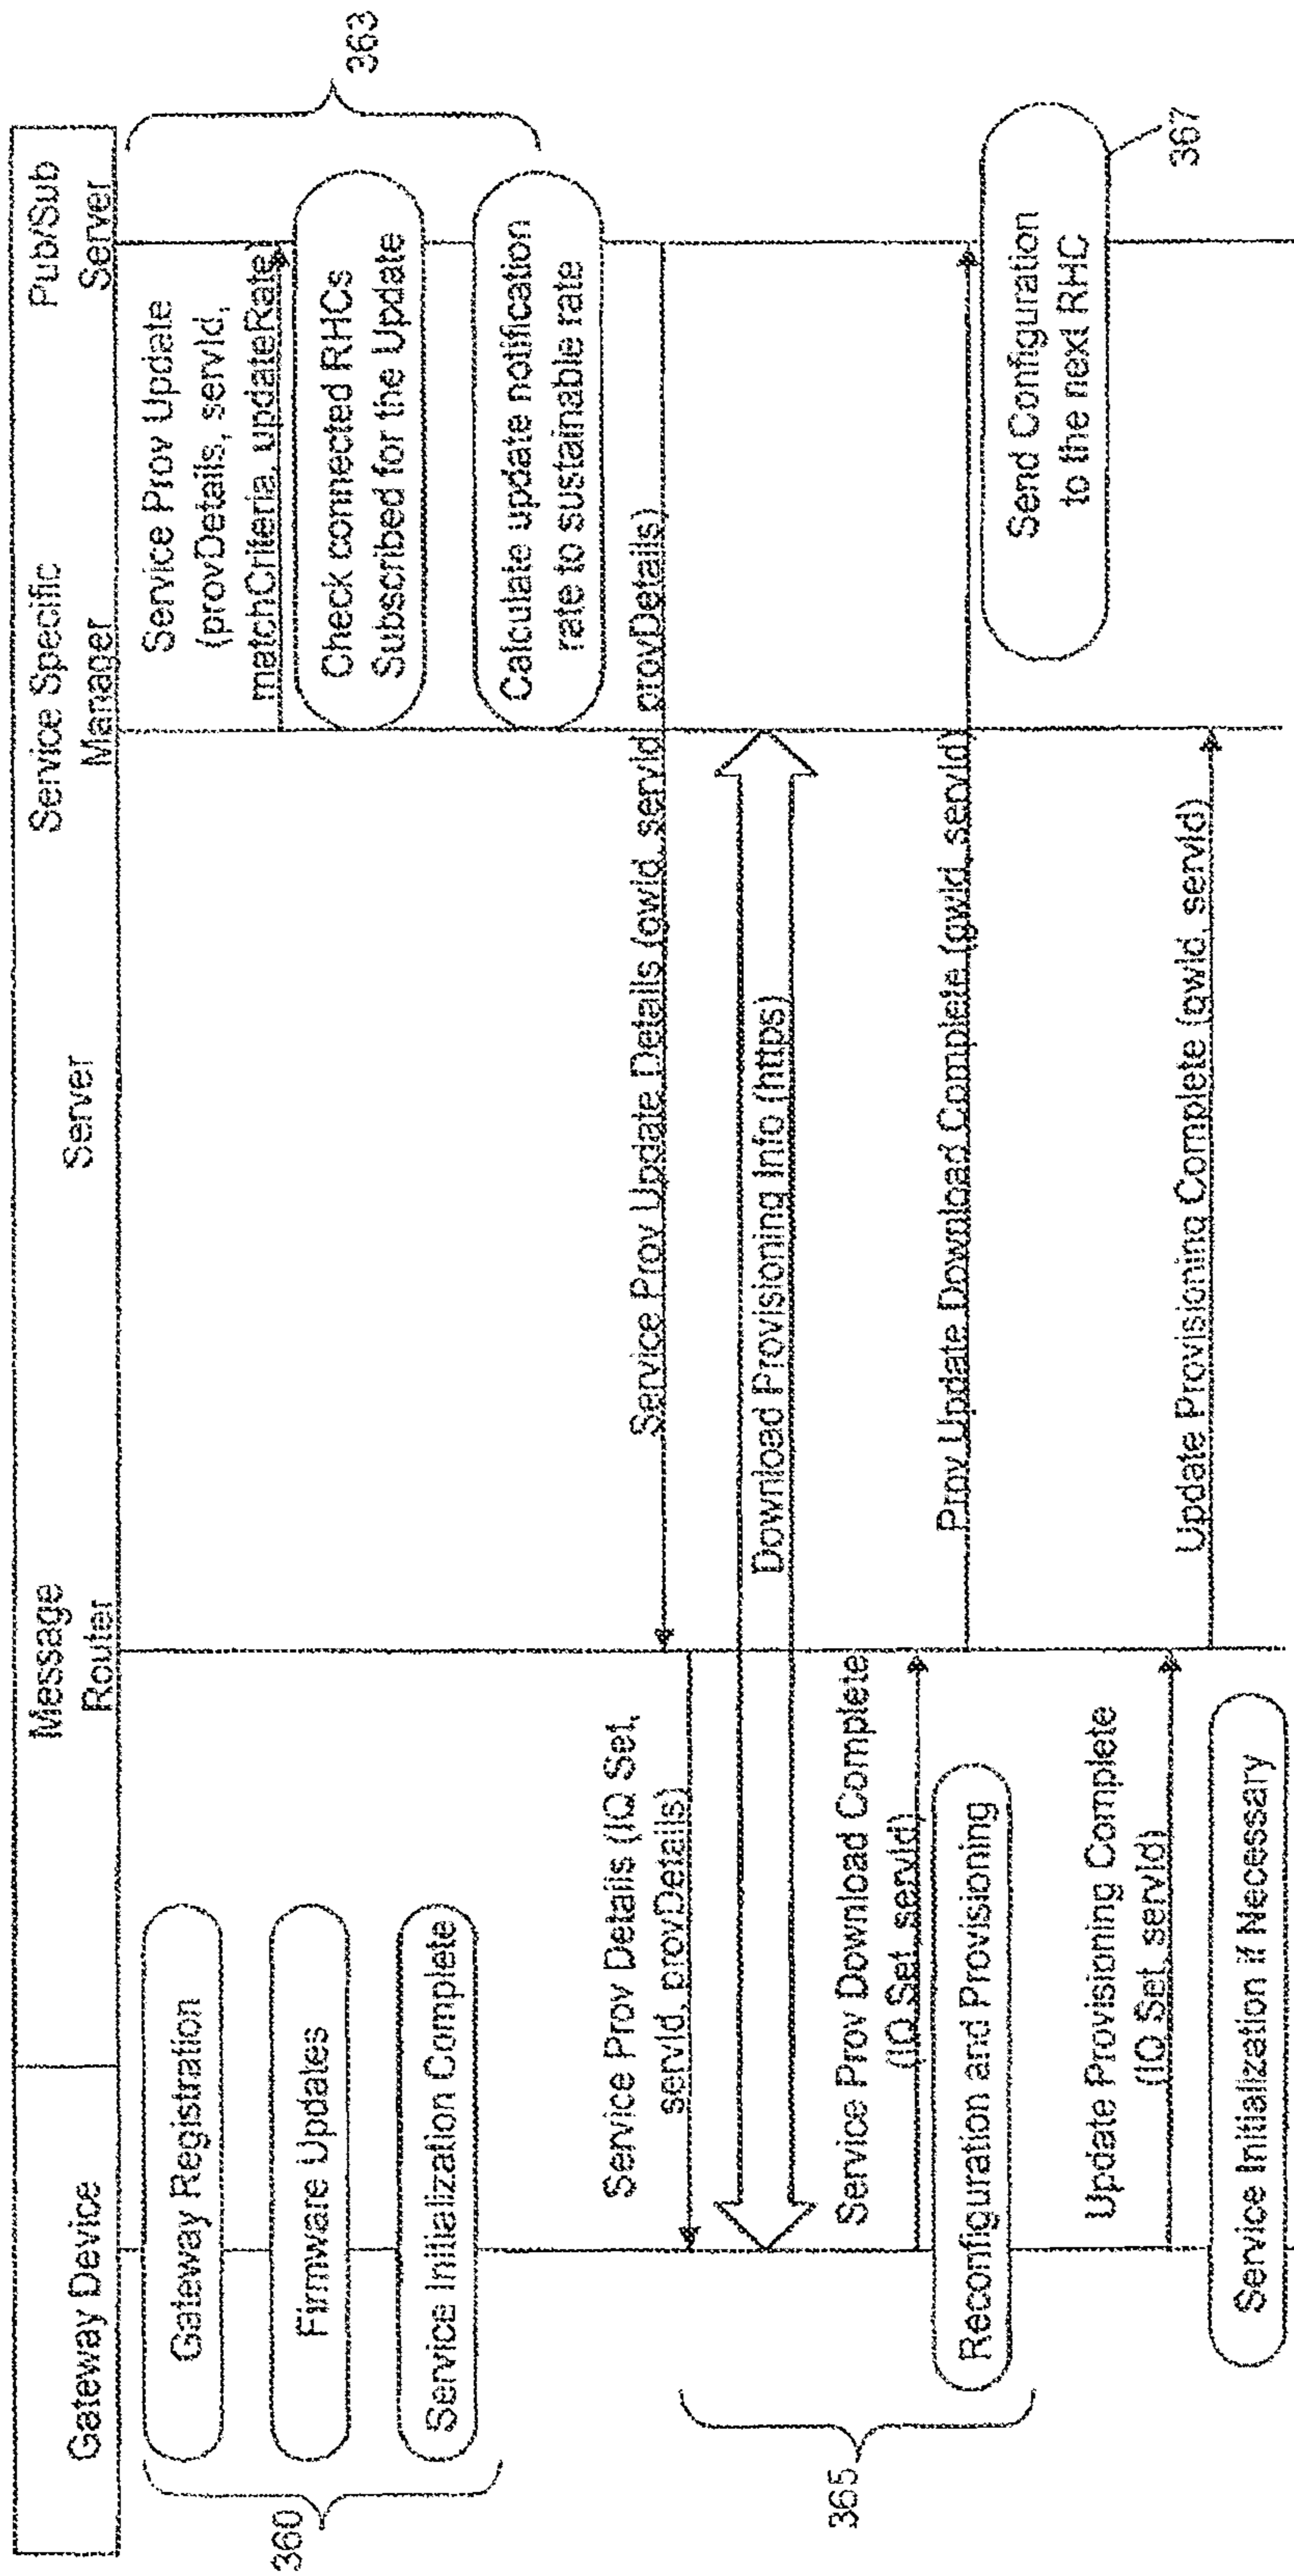 Gateway Device
Message
Router
Server
Service Specific
Manager
Pub/Sub
Server
360
Gateway Registration
Firmware Updates
Service Initialization Complete
Service Prov Update
(provDetails, servId,
matchCriteria, updateRate)
Check connected RHCs
Subscribed for the Update
Calculate update notification
rate to sustainable rate
363
Service Prov Update Details (gwId, servId, provDetails)
Service Prov Details (IQ Set,
servId, provDetails)
Download Provisioning Info (https)
365
Service Prov Download Complete
(IQ Set, servId)
Prov Update Download Complete (gwId, servId)
Reconfiguration and Provisioning
Send Configuration
to the next RHC
367
Update Provisioning Complete
(IQ Set, servId)
Update Provisioning Complete (gwId, servId)
Service Initialization if Necessary